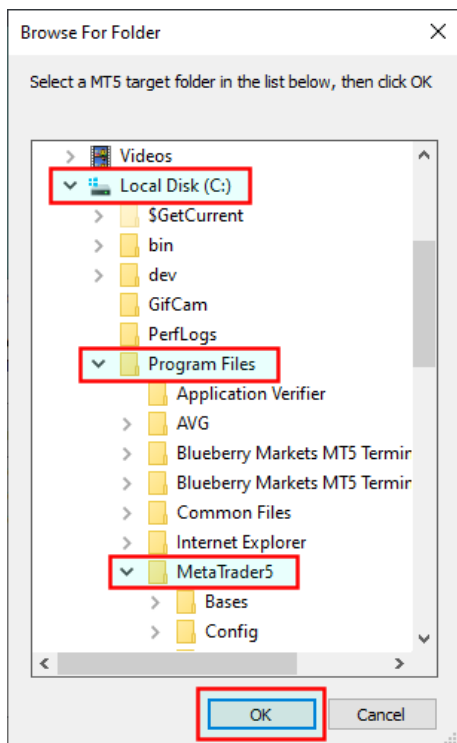 Browse For Folder
Select a MT5 target folder in the list below, then click OK
Videos
Local Disk (C:)
$GetCurrent
bin
dev
GifCam
PerfLogs
Program Files
Application Verifier
AVG
Blueberry Markets MT5 Termir
Blueberry Markets MT5 Termir
Common Files
Internet Explorer
MetaTrader5
Bases
Config
OK Cancel